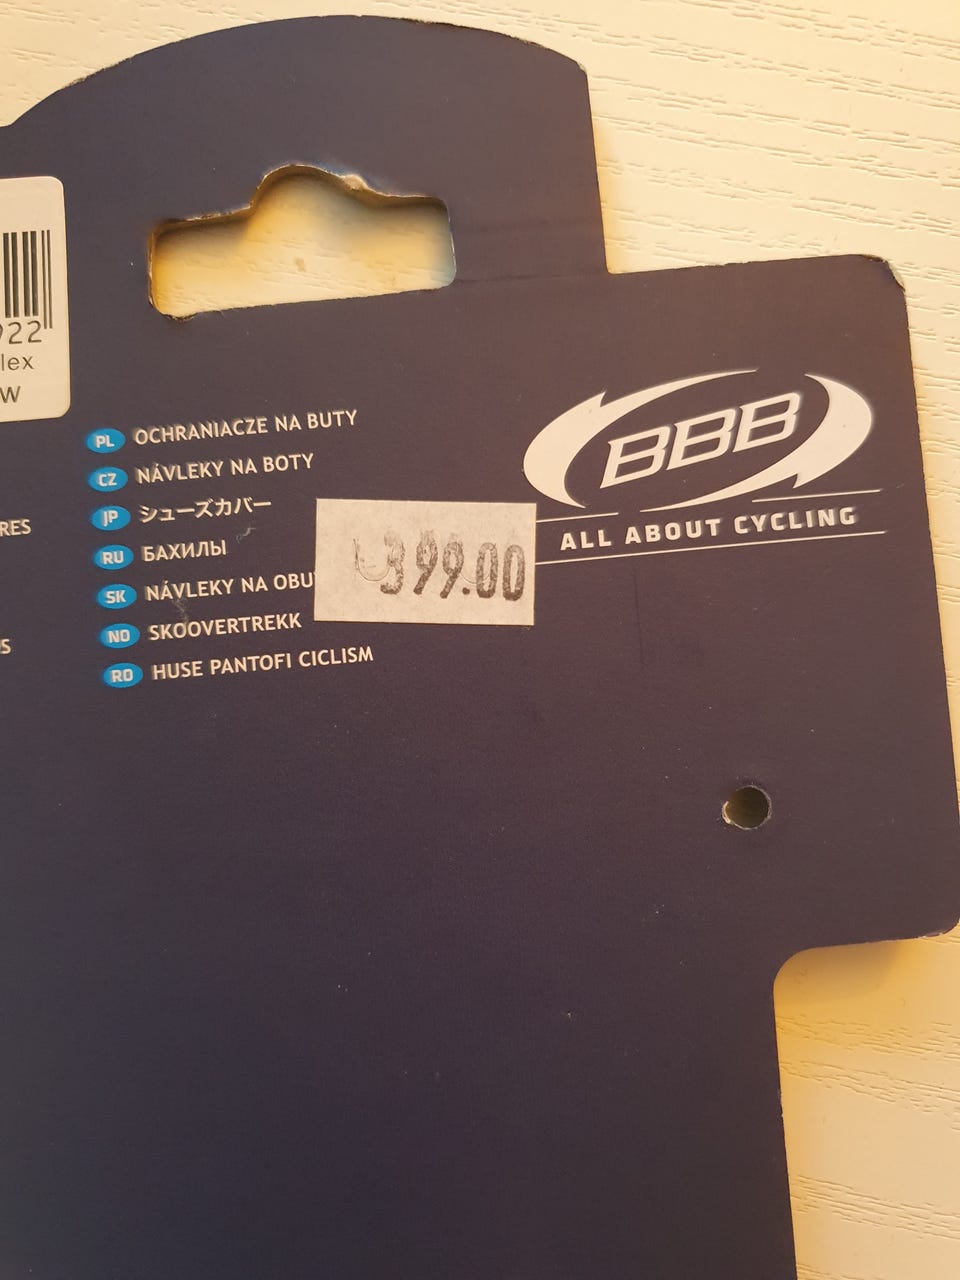 922
lex
w
RES
s
PL OCHRANIACZE NA BUTY
CZ NÁVLEKY NA BOTY
JP シューズカバー
RU БАХИЛЫ
SK NÁVLEKY NA OBU
NO SKOOVERTREKK
RO HUSE PANTOFI CICLISM
399.00
BBB
ALL ABOUT CYCLING